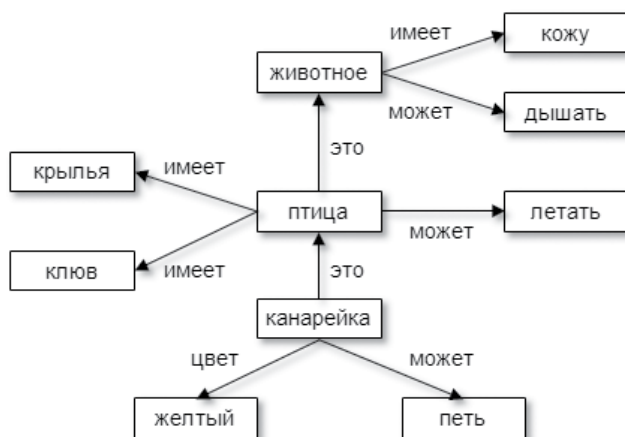 имеет
кожу
животное
может
дышать
это
крылья
имеет
птица
летать
может
клюв
имеет
это
канарейка
цвет
может
желтый
петь